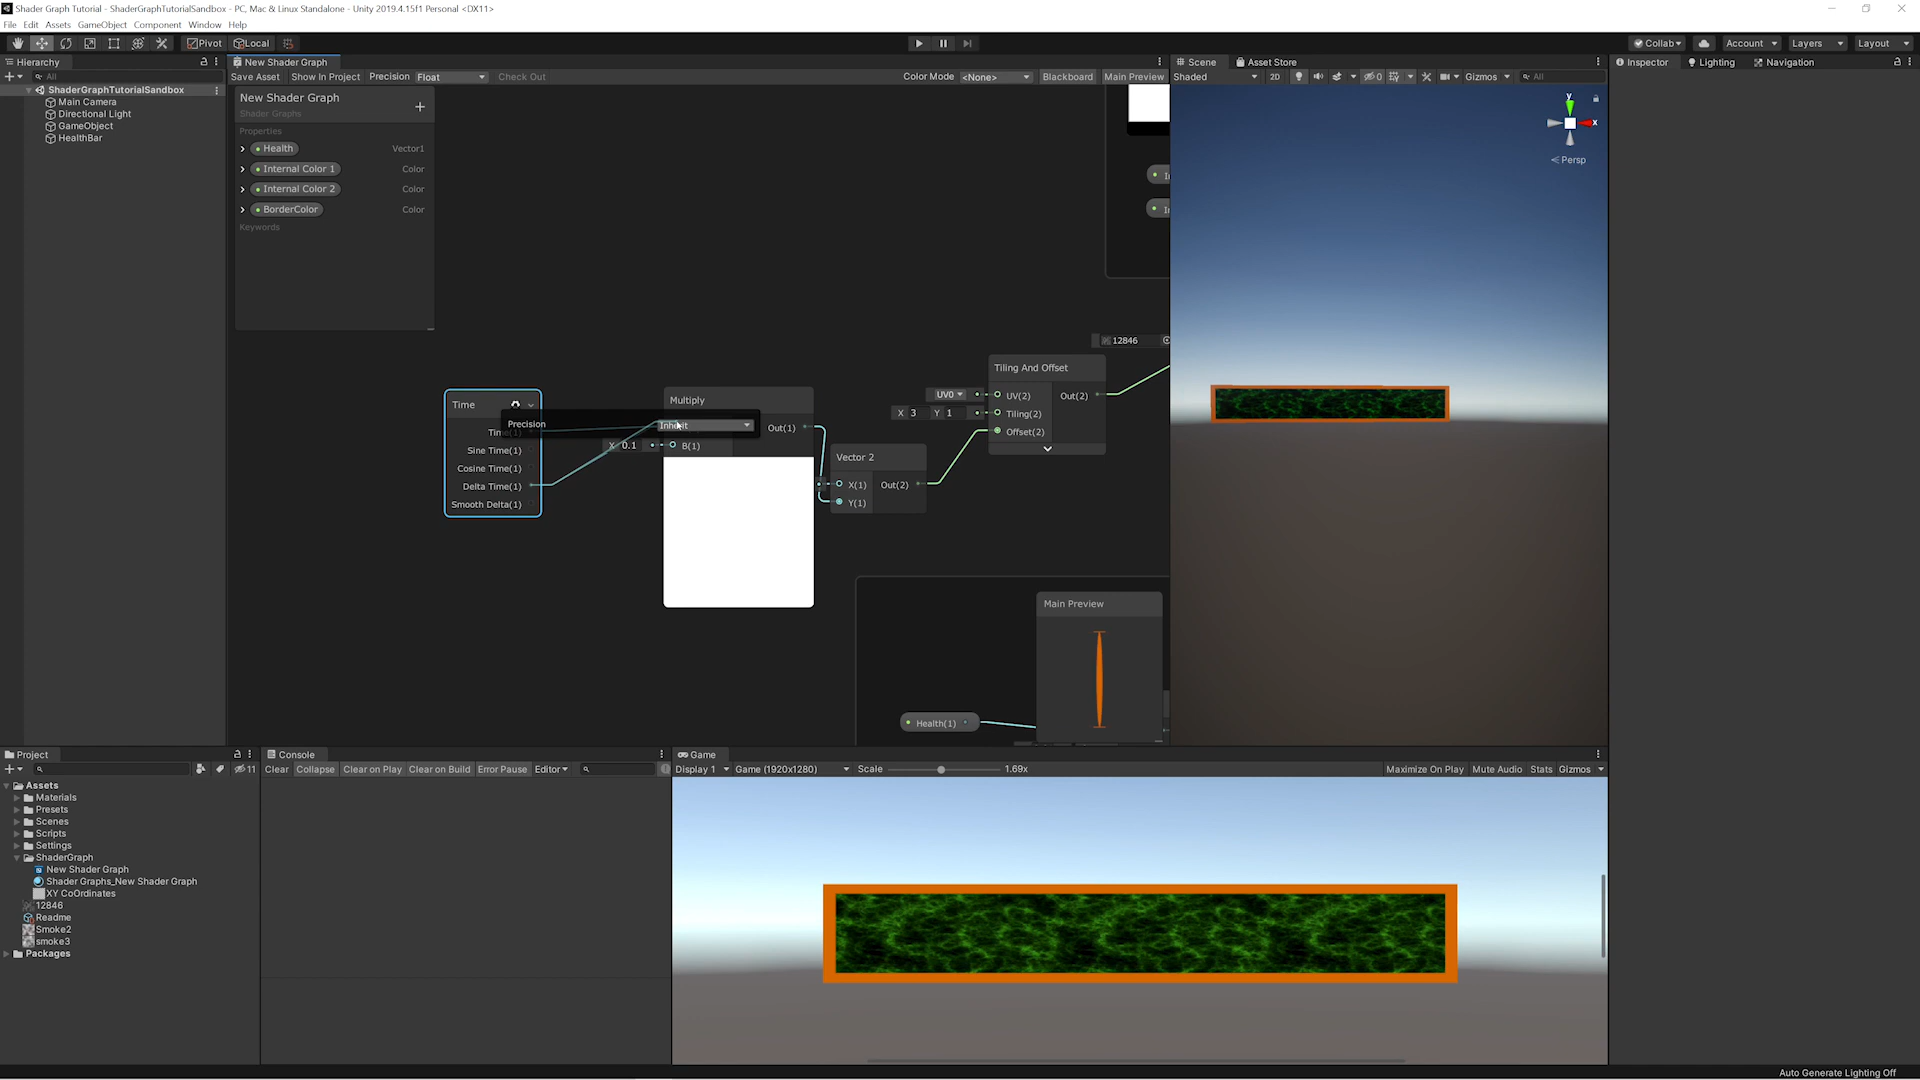 Shader Graph Tutorial - ShaderGraphTutorialSandbox - PC, Mac & Linux Standalone - Unity 2019.4.15f1 Personal <DX11>
File Edit Assets GameObject Component Window Help
Pivot Local Collab Account Layers Layout
Hierarchy New Shader Graph Scene Asset Store Inspector Lighting Navigation
All Save Asset Show In Project Precision Float Check Out Color Mode <None> Blackboard Main Preview Shaded 2D 0 Gizmos All
ShaderGraphTutorialSandbox
Main Camera
Directional Light
GameObject
HealthBar
New Shader Graph
Shader Graphs
Properties
Health Vector1
Internal Color 1 Color
Internal Color 2 Color
BorderColor Color
Keywords
y
x
Persp
12846
Time
Precision
Sine Time(1)
Cosine Time(1)
Delta Time(1)
Smooth Delta(1)
Multiply
Inherit
X 0.1 B(1)
Out(1)
Vector 2
X(1) Out(2)
Y(1)
Tiling And Offset
UV0 UV(2) Out(2)
X 3 Y 1 Tiling(2)
Offset(2)
Main Preview
Health(1)
Project Console Game
11 Clear Collapse Clear on Play Clear on Build Error Pause Editor Display 1 Game (1920x1280) Scale 1.69x Maximize On Play Mute Audio Stats Gizmos
Assets
Materials
Presets
Scenes
Scripts
Settings
ShaderGraph
New Shader Graph
Shader Graphs_New Shader Graph
XY CoOrdinates
12846
Readme
Smoke2
smoke3
Packages
Auto Generate Lighting Off